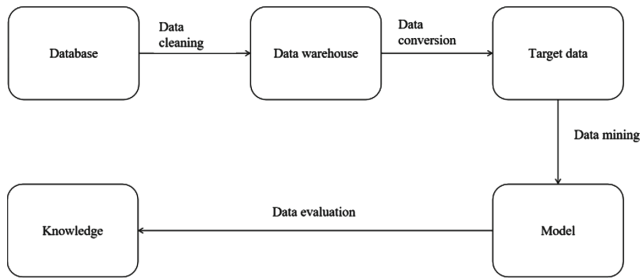 Database
Data
cleaning
Data warehouse
Data
conversion
Target data
Data mining
Knowledge
Data evaluation
Model